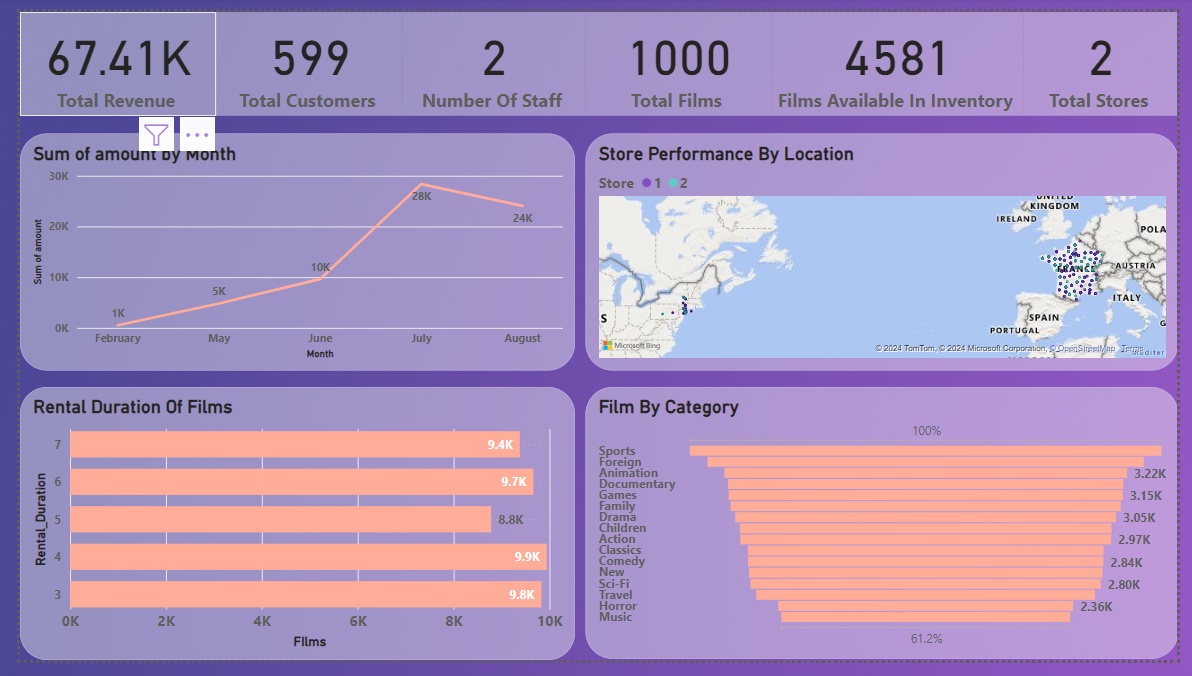 67.41K
Total Revenue
599
Total Customers
2
Number Of Staff
1000
Total Films
4581
Films Available In Inventory
2
Total Stores
Sum of amount by Month
30K
20K
10K
0K
Sum of amount
1K
5K
10K
28K
24K
February
May
June
July
August
Month
Store Performance By Location
Store 1 2
UNITED
KINGDOM
IRELAND
POLA
FRANCE
AUSTRIA
ITALY
SPAIN
PORTUGAL
S
G
Microsoft Bing
© 2024 TomTom, © 2024 Microsoft Corporation, © OpenStreetMap Terms
Mediter
Rental Duration Of Films
Rental_Duration
7
9.4K
6
9.7K
5
8.8K
4
9.9K
3
9.8K
0K
2K
4K
6K
8K
10K
Films
Film By Category
100%
Sports
Foreign
Animation
3.22K
Documentary
Games
3.15K
Family
Drama
3.05K
Children
Action
2.97K
Classics
Comedy
2.84K
New
Sci-Fi
2.80K
Travel
Horror
2.36K
Music
61.2%